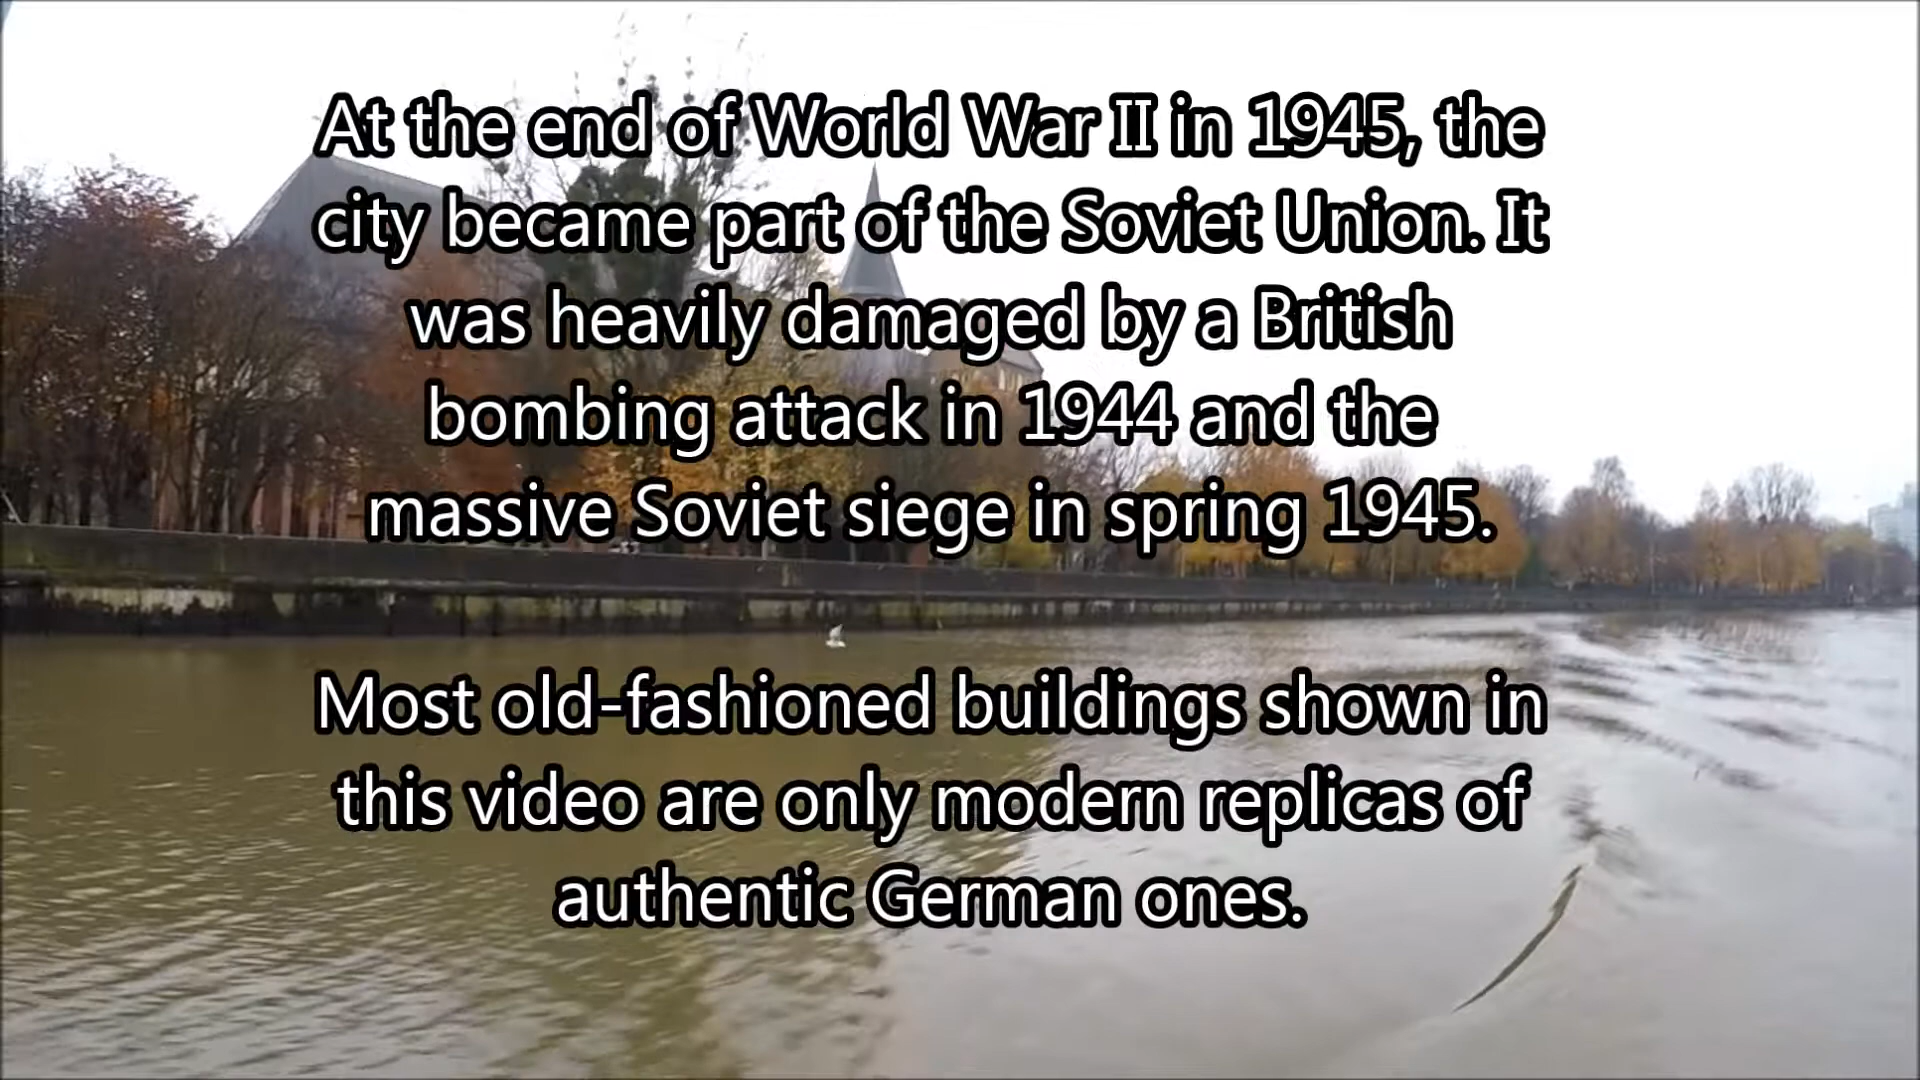 At the end of World War II in 1945, the
city became part of the Soviet Union. It
was heavily damaged by a British
bombing attack in 1944 and the
massive Soviet siege in spring 1945.
Most old-fashioned buildings shown in
this video are only modern replicas of
authentic German ones.